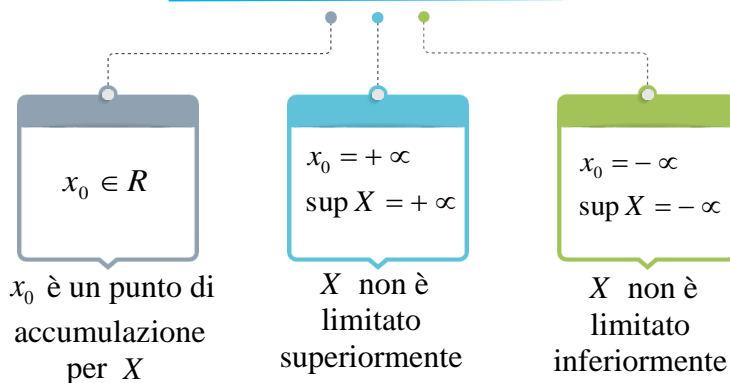 x₀ ∈ R
x₀ è un punto di
accumulazione
per X
x₀ = + ∝
sup X = + ∝
X non è
limitato
superiormente
x₀ = − ∝
sup X = − ∝
X non è
limitato
inferiormente